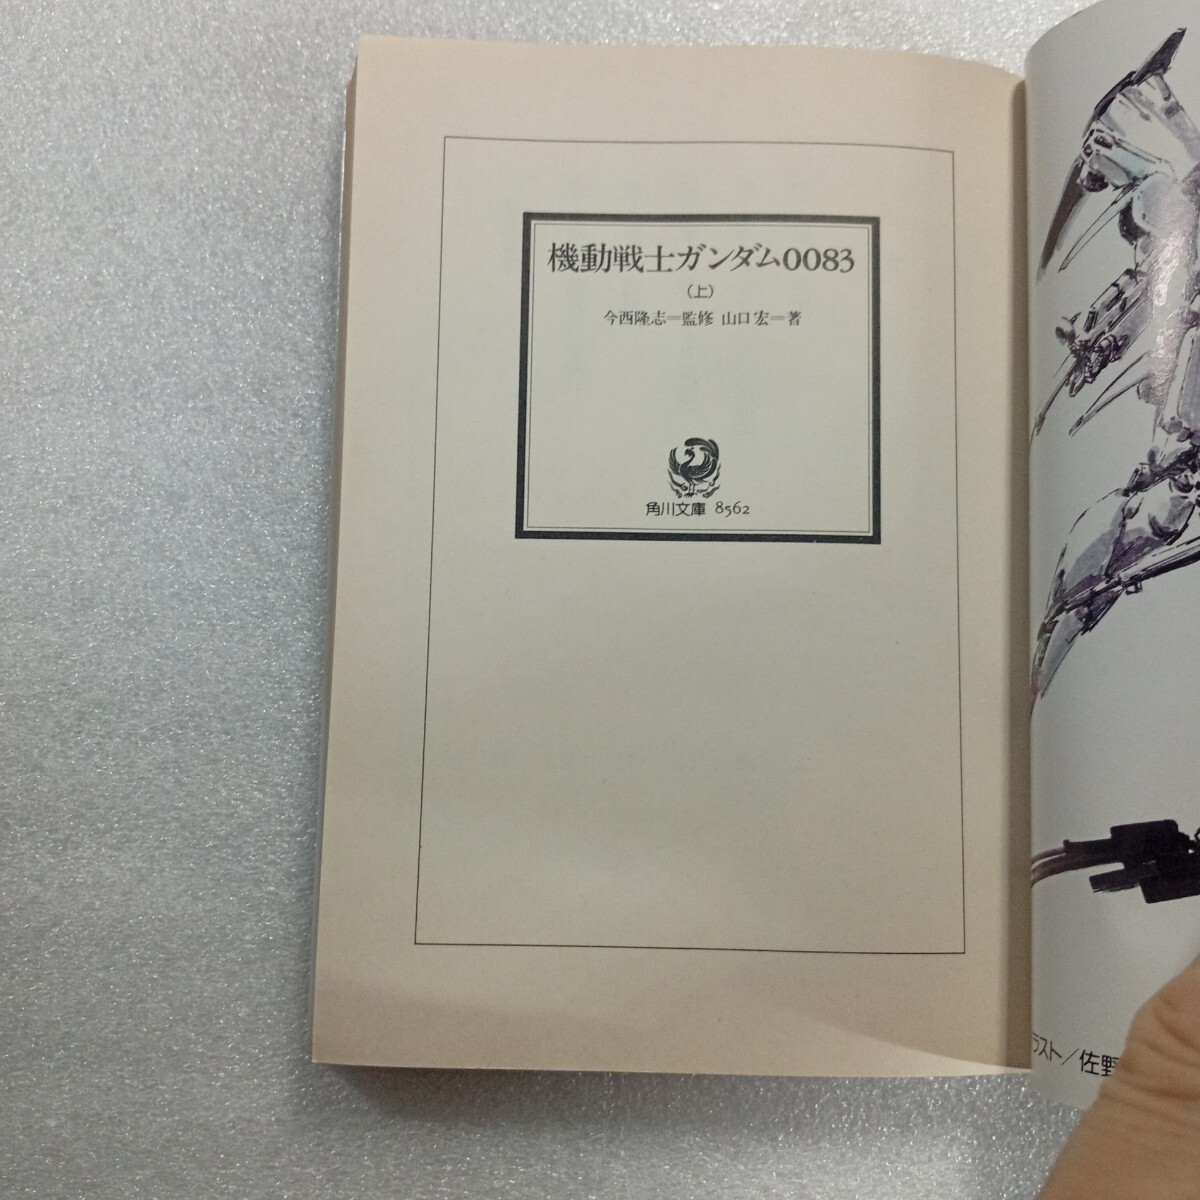 機動戦士ガンダム0083
(上)
今西隆志=監修 山口宏=著
角川文庫 8562
ラスト/佐野